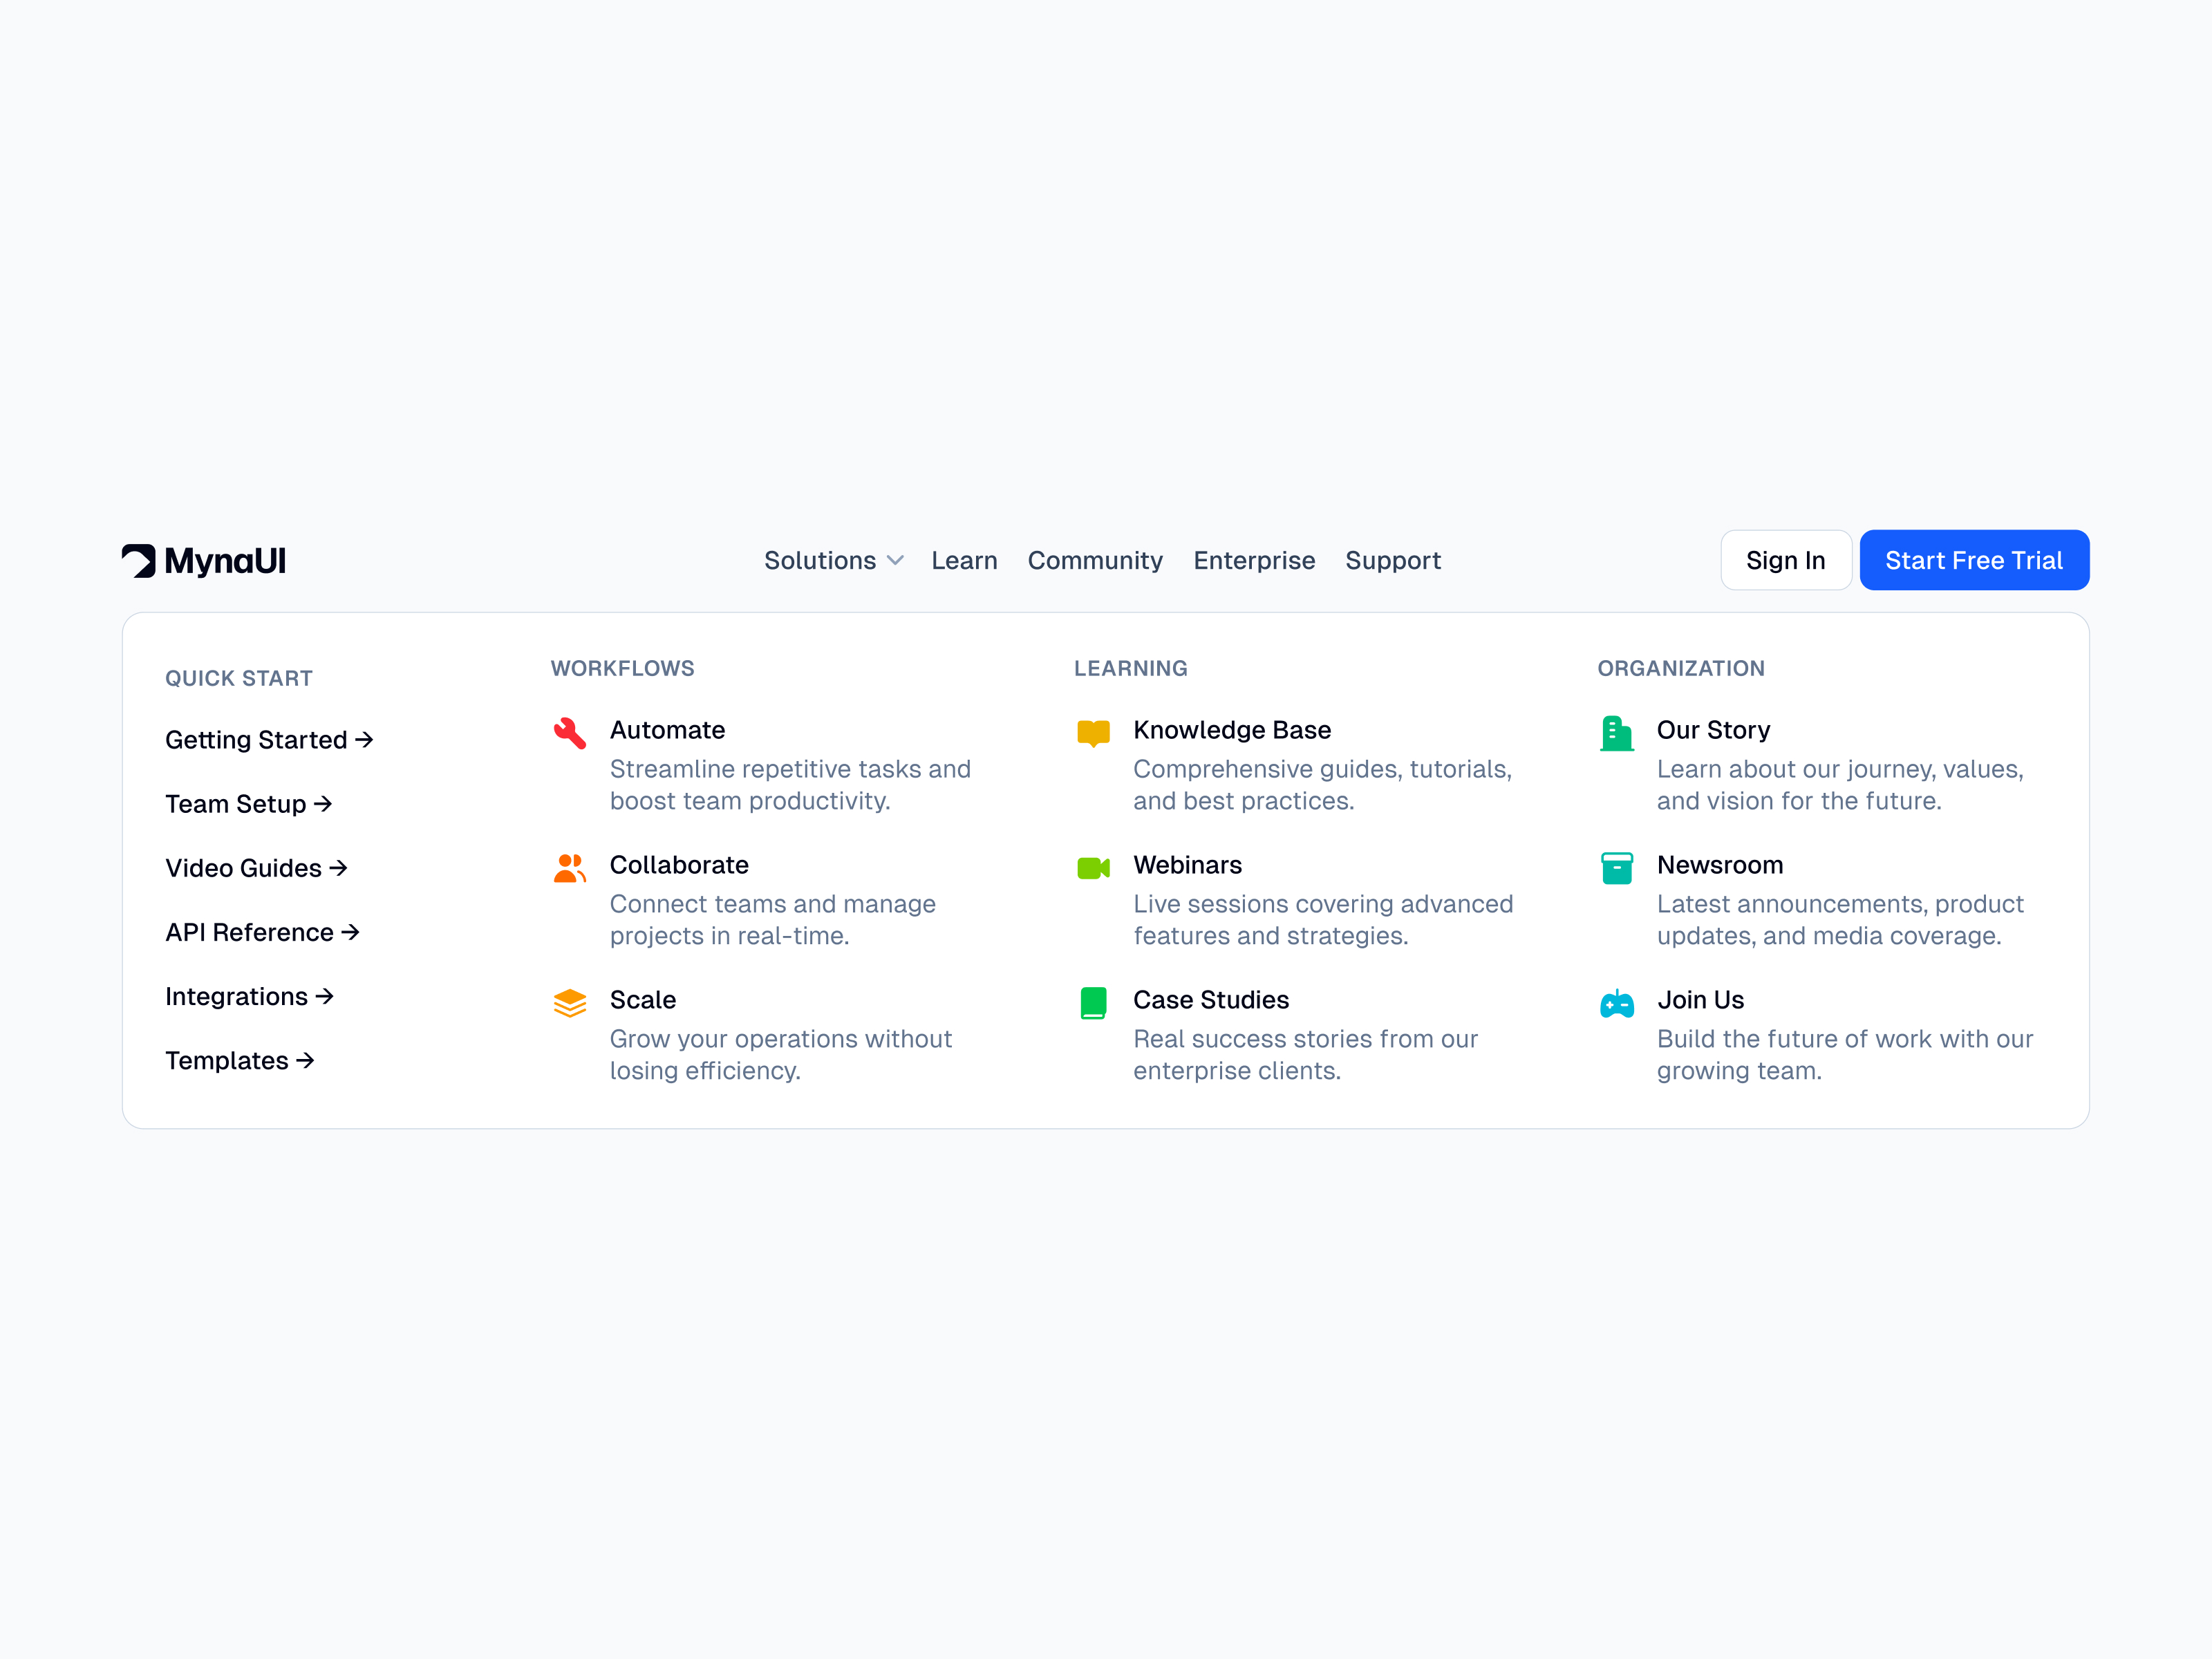 MynaUI
Solutions
Learn
Community
Enterprise
Support
Sign In
Start Free Trial
QUICK START
Getting Started →
Team Setup →
Video Guides →
API Reference →
Integrations →
Templates →
WORKFLOWS
Automate
Streamline repetitive tasks and
boost team productivity.
Collaborate
Connect teams and manage
projects in real-time.
Scale
Grow your operations without
losing efficiency.
LEARNING
Knowledge Base
Comprehensive guides, tutorials,
and best practices.
Webinars
Live sessions covering advanced
features and strategies.
Case Studies
Real success stories from our
enterprise clients.
ORGANIZATION
Our Story
Learn about our journey, values,
and vision for the future.
Newsroom
Latest announcements, product
updates, and media coverage.
Join Us
Build the future of work with our
growing team.